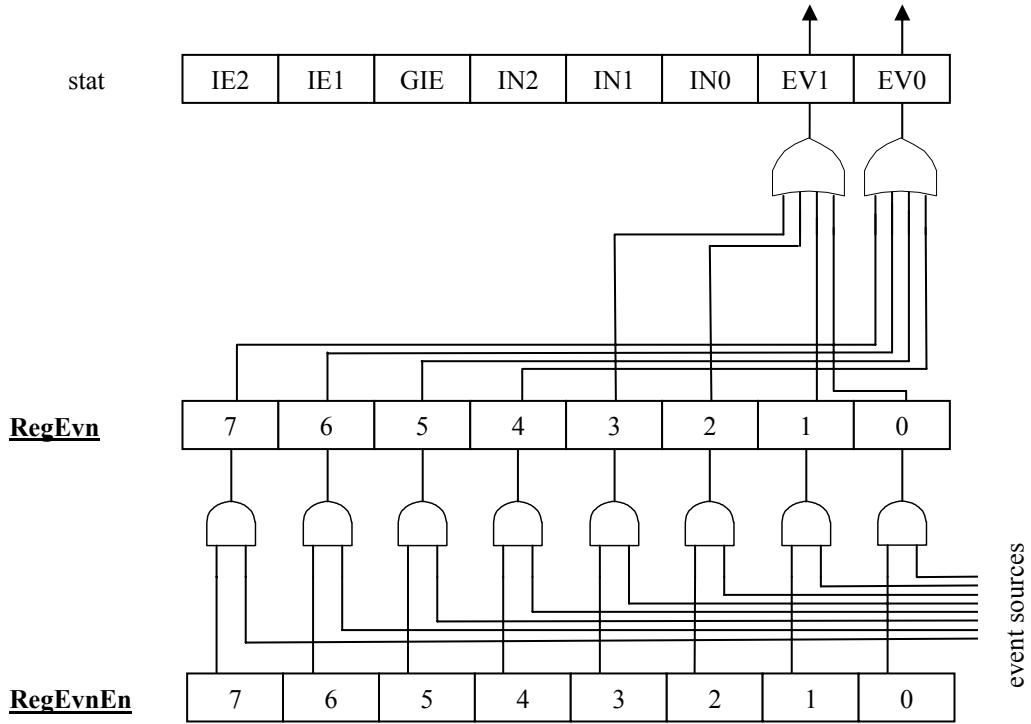 stat IE2 IE1 GIE IN2 IN1 IN0 EV1 EV0
RegEvn 7 6 5 4 3 2 1 0
event sources
RegEvnEn 7 6 5 4 3 2 1 0